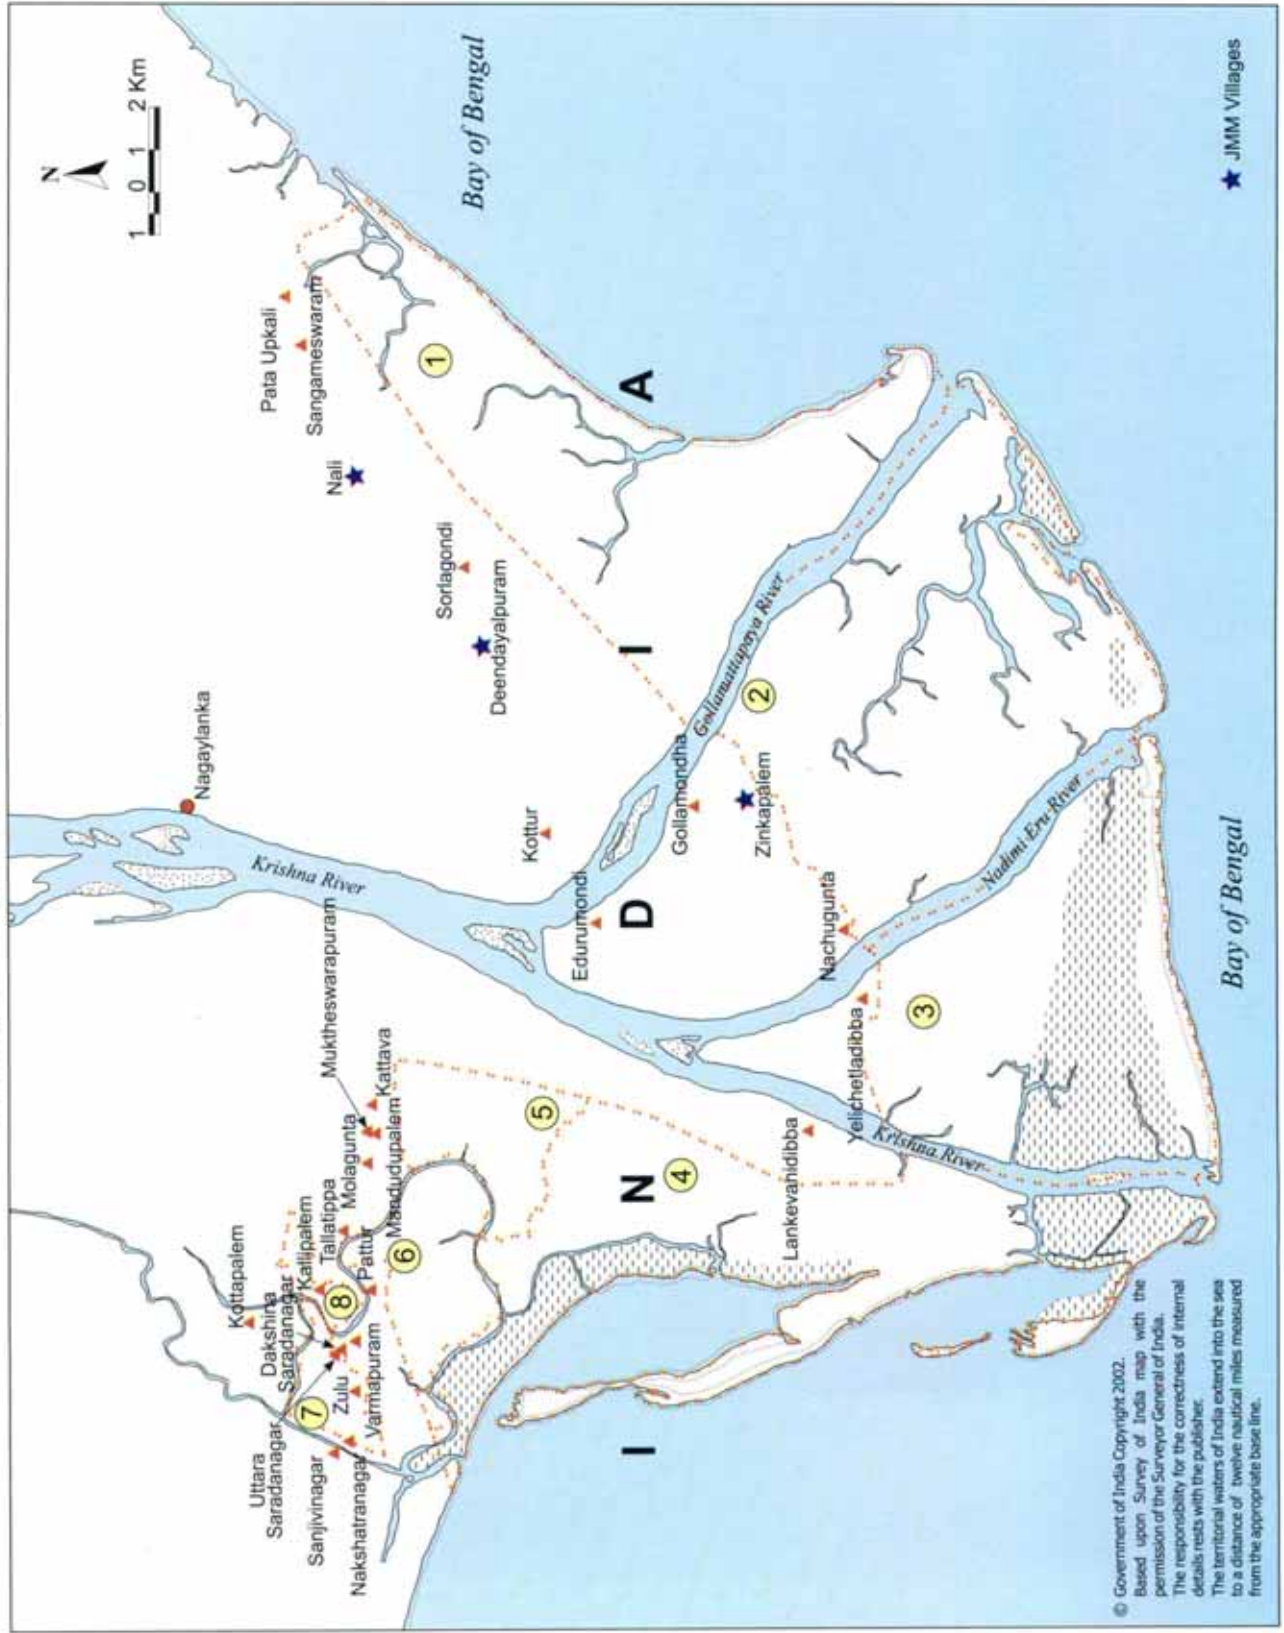 N
1 0 1 2 Km
Bay of Bengal
Pata Upkali
Sangameswaram
1
Nali
Sorlagondi
Deendayalpuram
Nagaylanka
Krishna River
Kottur
Edurumondi
Gollamattapaya River
2
Gollamondha
Zinkapalem
Nachugunta
Nadimi Eru River
Yelichetladibba
3
Muktheswarapuram
Kattava
Mandudupalem
Molagunta
Tallatippa
Kallipalem
Pattur
Kottapalem
Dakshina
Saradanagar
Uttara
Saradanagar
Zulu
Varmapuram
Sanjivinagar
Nakshatranagar
8
7
6
5
4
Lankevahidibba
Krishna River
I N D I A
Bay of Bengal
JMM Villages
© Government of India Copyright 2002.
Based upon Survey of India map with the
permission of the Surveyor General of India.
The responsibility for the correctness of internal
details rests with the publisher.
The territorial waters of India extend into the sea
to a distance of twelve nautical miles measured
from the appropriate base line.